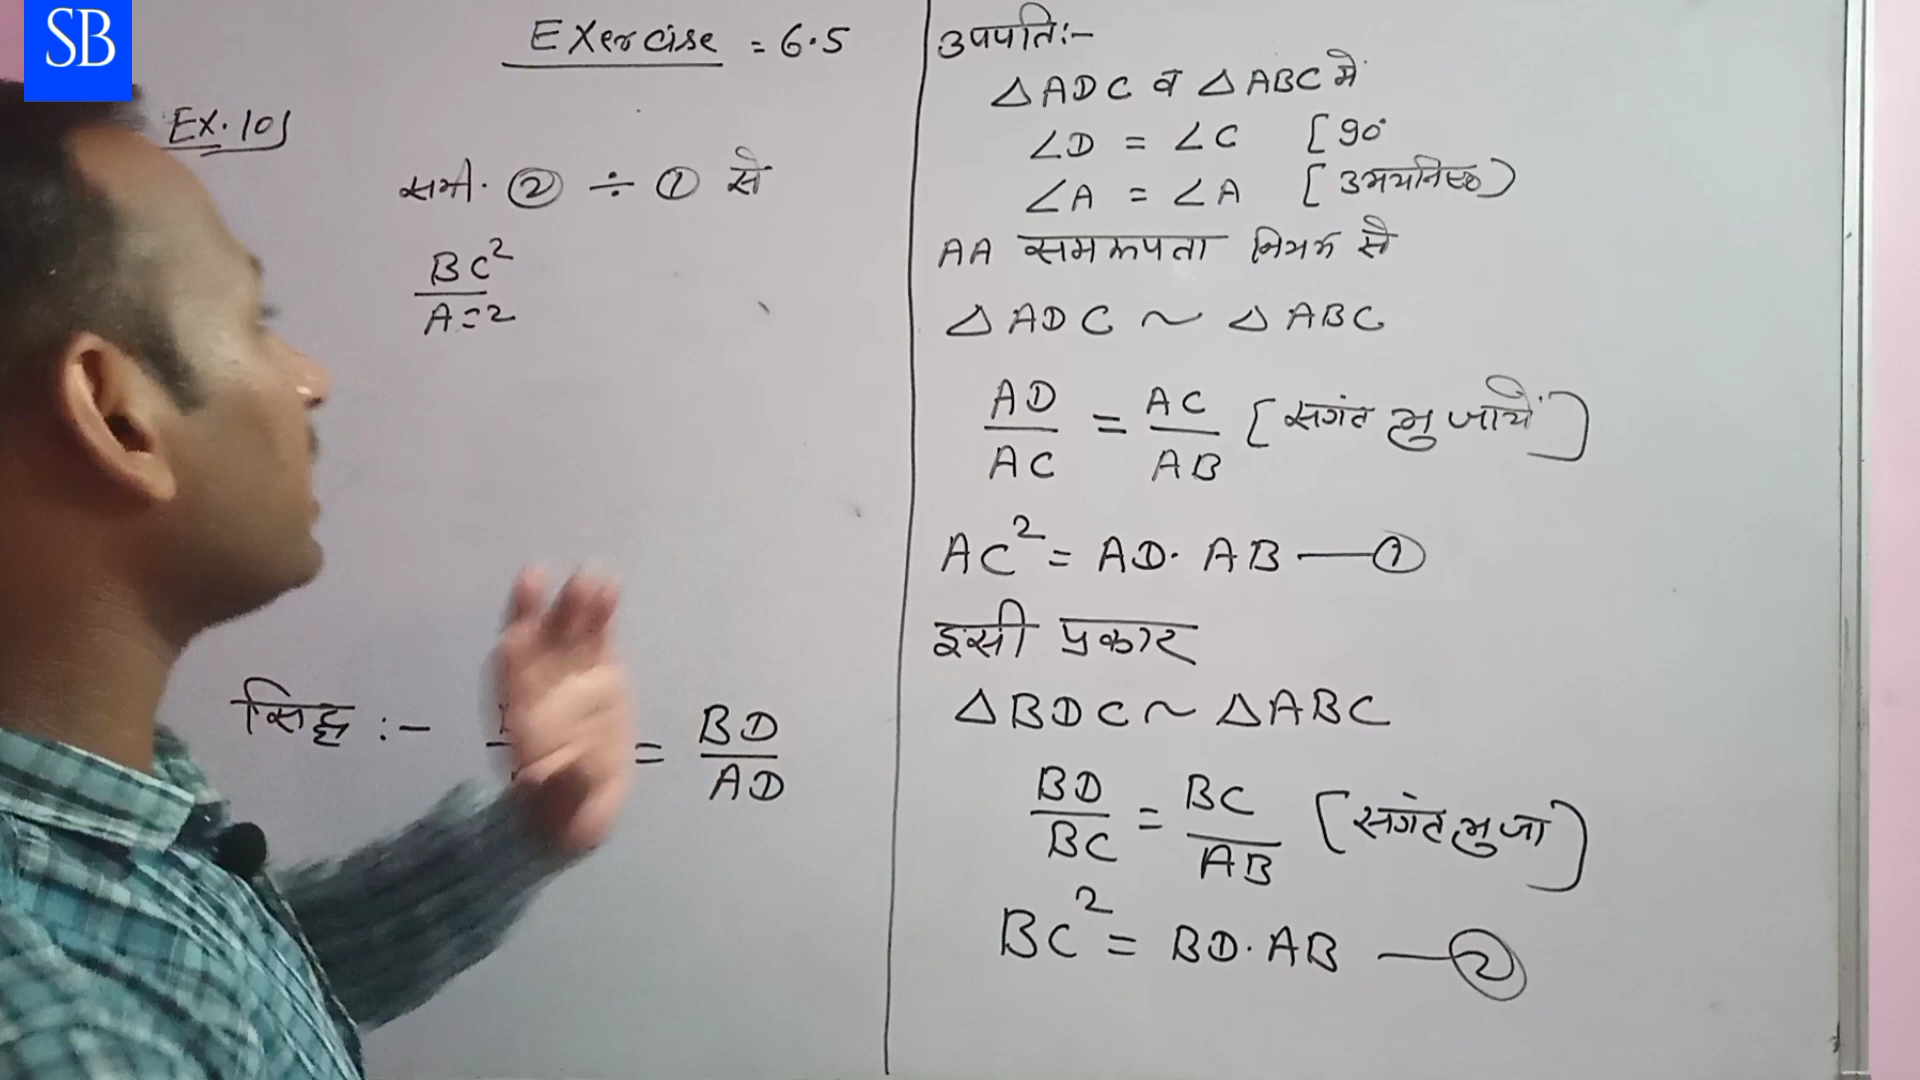 SB
Exercise = 6.5
Ex. 10)
समी. ② ÷ ① से
BC²
A=2
सिद्ध :-
= BD
AD
उपपति:-
△ADC व △ABC में
∠D = ∠C [90°
∠A = ∠A [उभयनिष्ठ)
AA समरूपता नियम से
△ADC ~ △ABC
AD = AC [सगंत भुजायें]
AC AB
AC² = AD. AB — ①
इसी प्रकार
△BDC ~ △ABC
BD = BC [संगत भुजा]
BC AB
BC² = BD. AB — ②